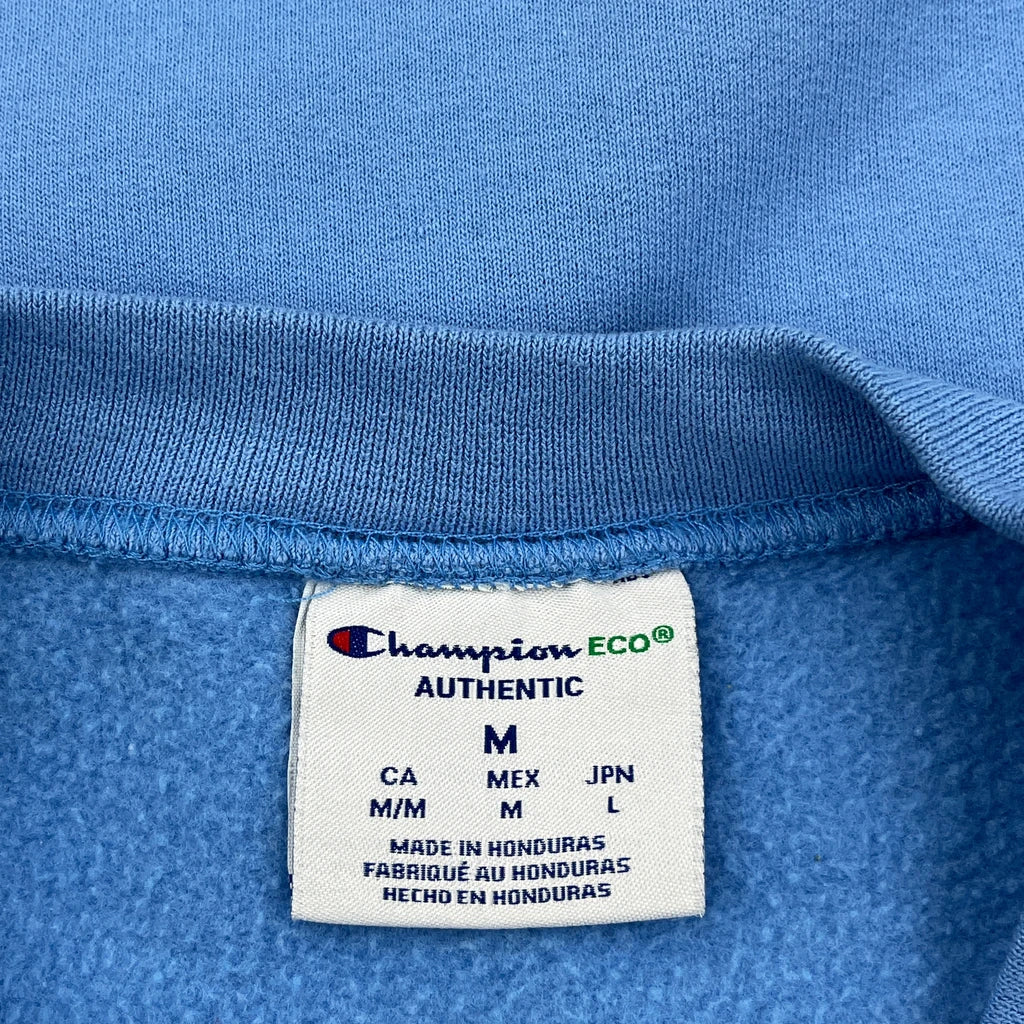 Champion ECO®
AUTHENTIC
M
CA MEX JPN
M/M M L
MADE IN HONDURAS
FABRIQUÉ AU HONDURAS
HECHO EN HONDURAS